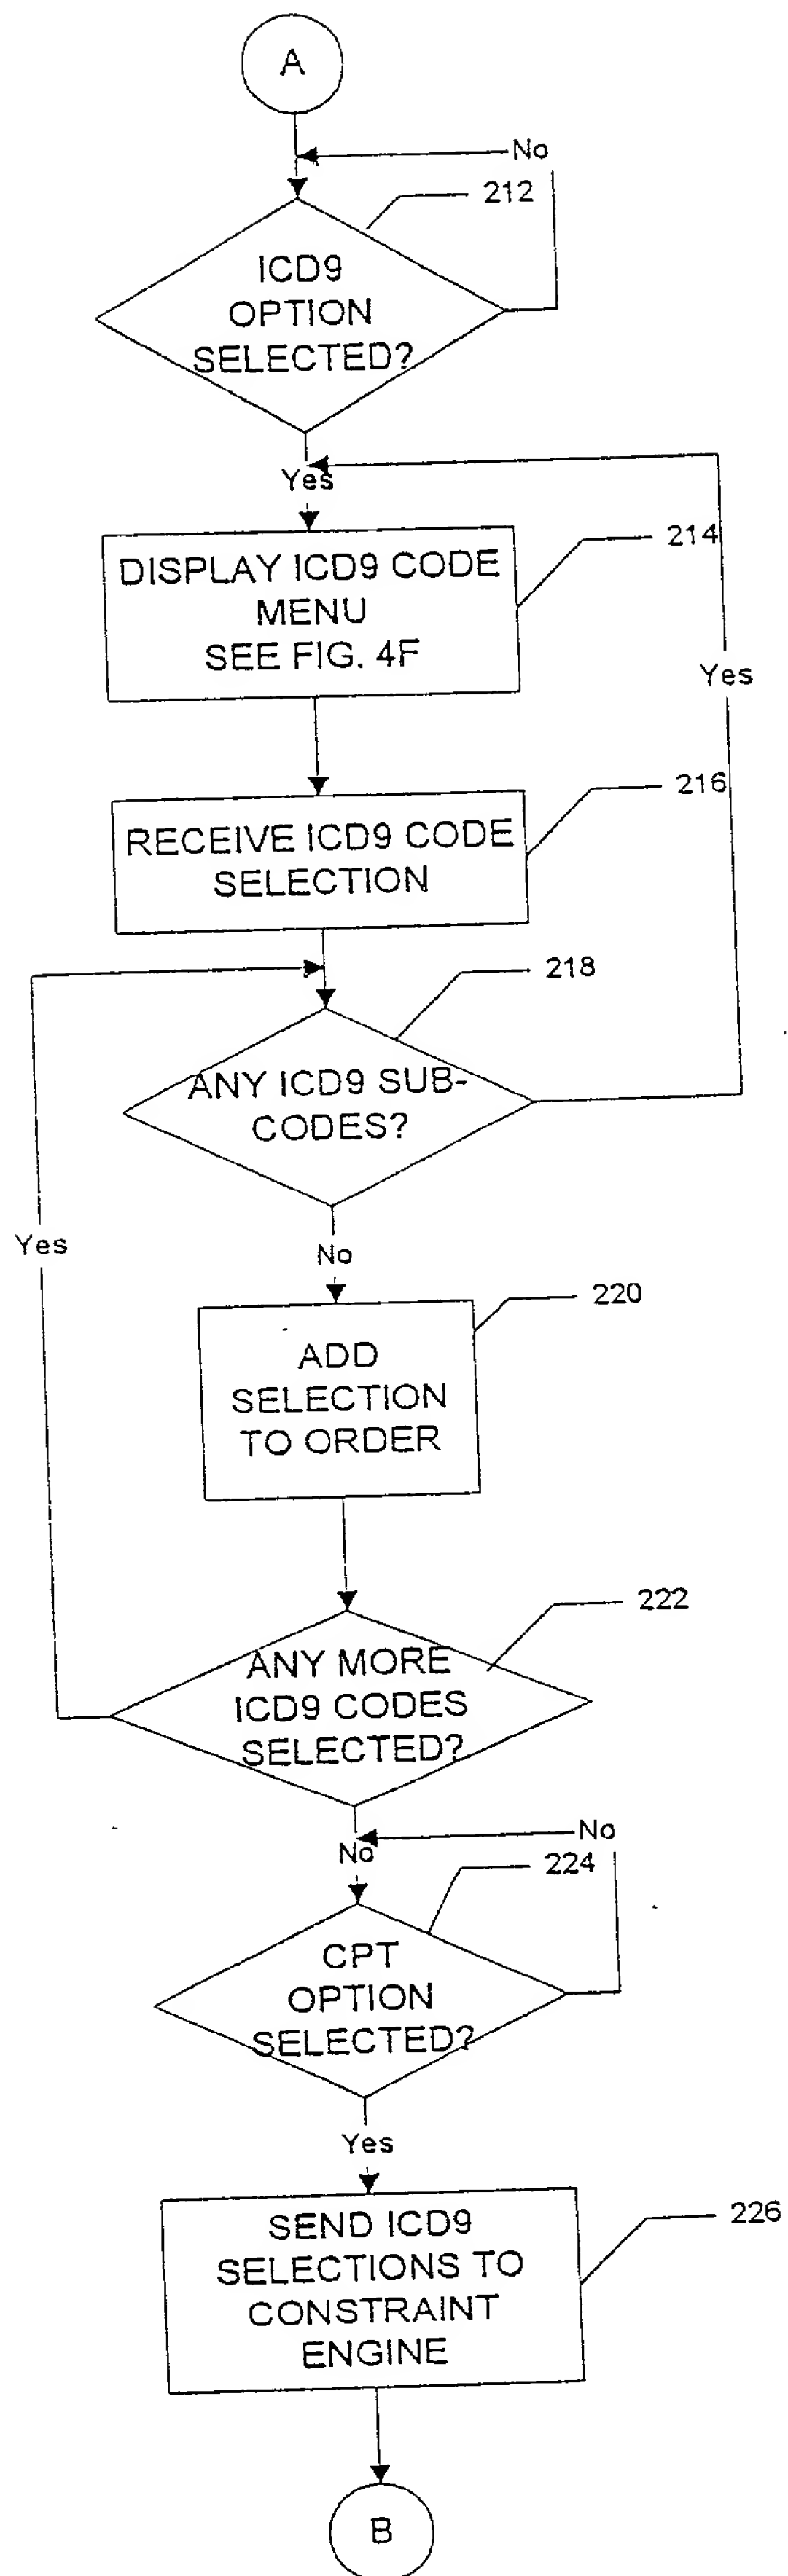 A
No
212
ICD9
OPTION
SELECTED?
Yes
214
DISPLAY ICD9 CODE
MENU
SEE FIG. 4F
Yes
216
RECEIVE ICD9 CODE
SELECTION
218
ANY ICD9 SUB-
CODES?
Yes
No
220
ADD
SELECTION
TO ORDER
222
ANY MORE
ICD9 CODES
SELECTED?
No
No
224
CPT
OPTION
SELECTED?
Yes
226
SEND ICD9
SELECTIONS TO
CONSTRAINT
ENGINE
B